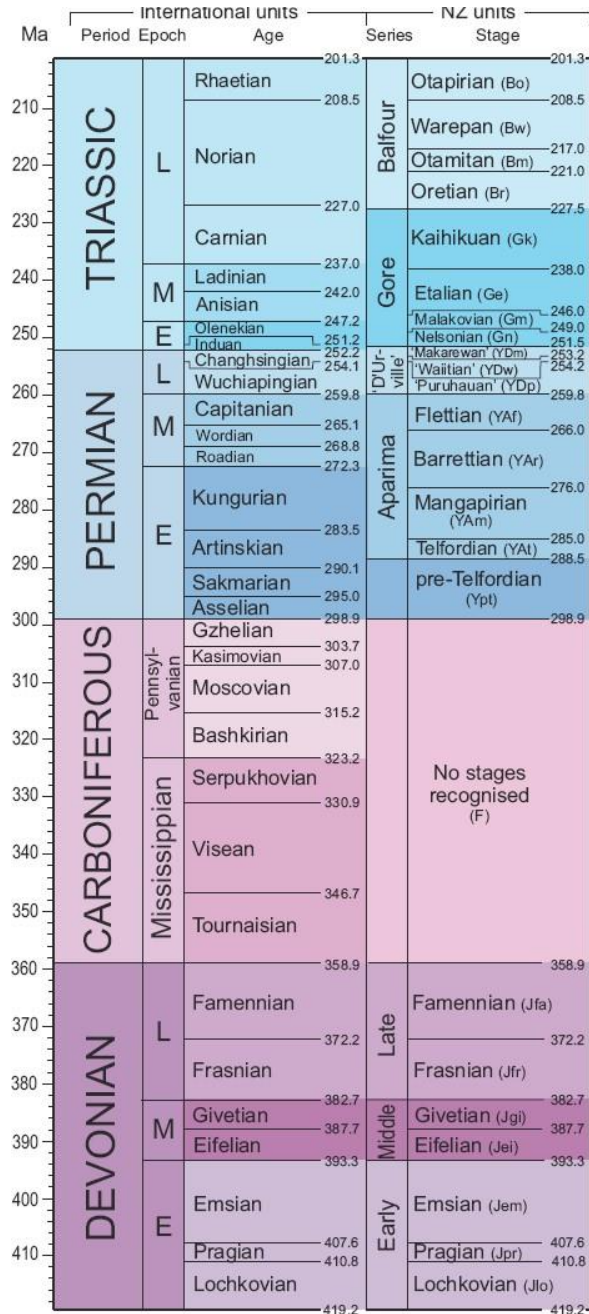 International units
NZ units
Ma
Period
Epoch
Age
Series
Stage
210
220
230
240
250
260
270
280
290
300
310
320
330
340
350
360
370
380
390
400
410
TRIASSIC
PERMIAN
CARBONIFEROUS
DEVONIAN
L
M
E
L
M
E
Pennsyl-
vanian
Mississippian
L
M
E
201.3
Rhaetian
208.5
Norian
227.0
Carnian
237.0
Ladinian
242.0
Anisian
247.2
Olenekian
251.2
Induan
252.2
Changhsingian
254.1
Wuchiapingian
259.8
Capitanian
265.1
Wordian
268.8
Roadian
272.3
Kungurian
283.5
Artinskian
290.1
Sakmarian
295.0
Asselian
298.9
Gzhelian
303.7
Kasimovian
307.0
Moscovian
315.2
Bashkirian
323.2
Serpukhovian
330.9
Visean
346.7
Tournaisian
358.9
Famennian
372.2
Frasnian
382.7
Givetian
387.7
Eifelian
393.3
Emsian
407.6
Pragian
410.8
Lochkovian
419.2
Balfour
Gore
'D'Ur-
ville'
Aparima
Late
Middle
Early
201.3
Otapirian (Bo)
208.5
Warepan (Bw)
217.0
Otamitan (Bm)
221.0
Oretian (Br)
227.5
Kaihikuan (Gk)
238.0
Etalian (Ge)
246.0
Malakovian (Gm)
249.0
Nelsonian (Gn)
251.5
Makarewan' (YDm)
253.2
'Waiitian' (YDw)
254.2
'Puruhauan' (YDp)
259.8
Flettian (YAf)
266.0
Barrettian (YAr)
276.0
Mangapirian
(YAm)
285.0
Telfordian (YAt)
288.5
pre-Telfordian
(Ypt)
298.9
No stages
recognised
(F)
358.9
Famennian (Jfa)
372.2
Frasnian (Jfr)
382.7
Givetian (Jgi)
387.7
Eifelian (Jei)
393.3
Emsian (Jem)
407.6
Pragian (Jpr)
410.8
Lochkovian (Jlo)
419.2